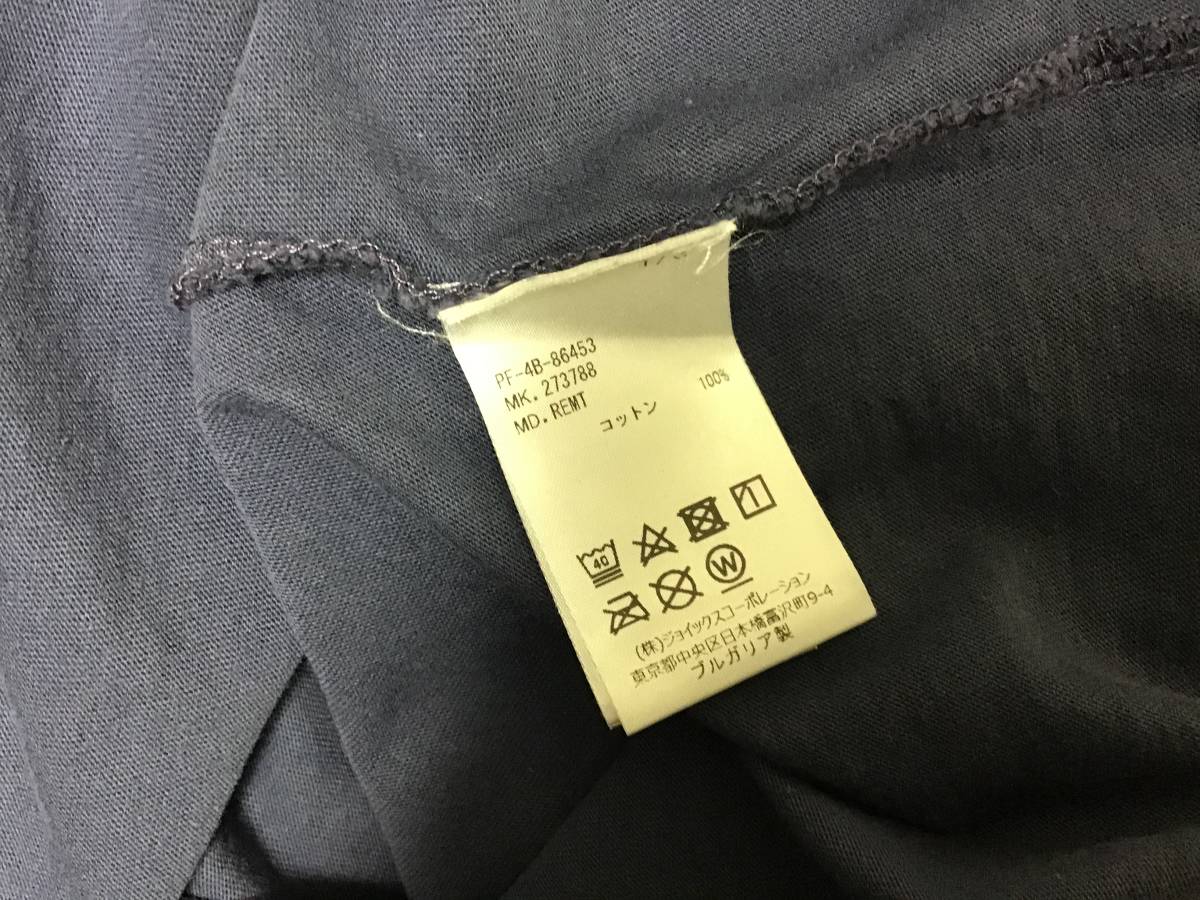 PF-4B-86453
MK. 273788
MD. REMT
コットン 100%
40
W
(株)ジョイックスコーポレーション
東京都中央区日本橋富沢町9-4
ブルガリア製